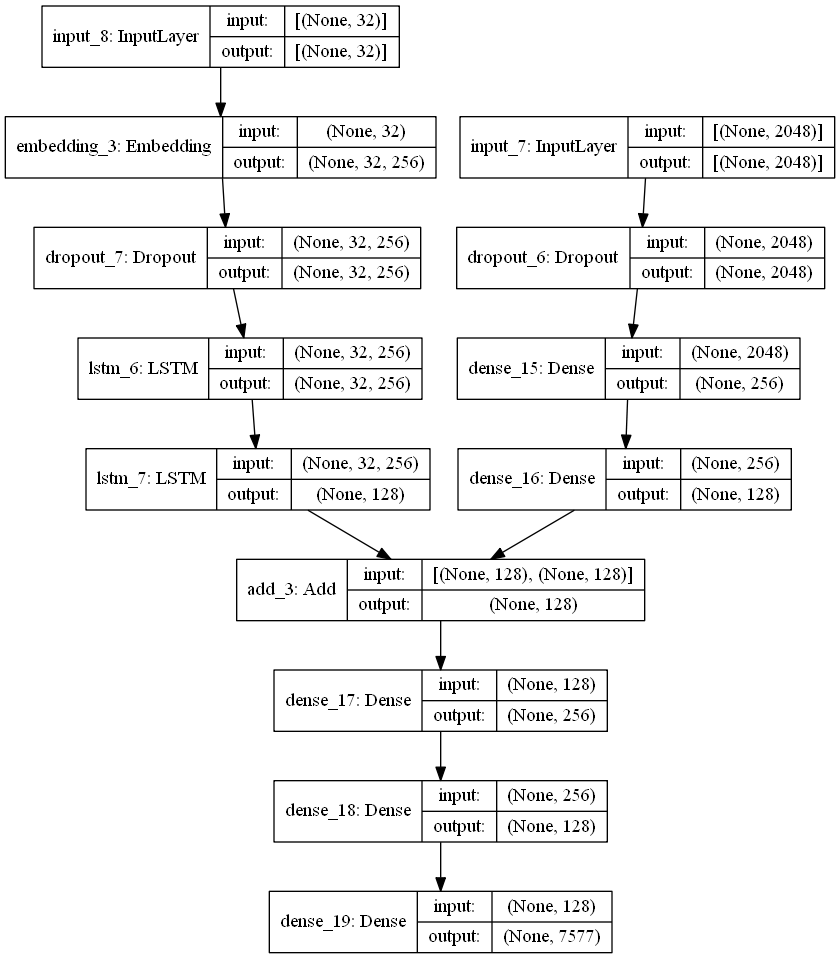 input_8: InputLayer
input: [(None, 32)]
output: [(None, 32)]
embedding_3: Embedding
input: (None, 32)
output: (None, 32, 256)
input_7: InputLayer
input: [(None, 2048)]
output: [(None, 2048)]
dropout_7: Dropout
input: (None, 32, 256)
output: (None, 32, 256)
dropout_6: Dropout
input: (None, 2048)
output: (None, 2048)
lstm_6: LSTM
input: (None, 32, 256)
output: (None, 32, 256)
dense_15: Dense
input: (None, 2048)
output: (None, 256)
lstm_7: LSTM
input: (None, 32, 256)
output: (None, 128)
dense_16: Dense
input: (None, 256)
output: (None, 128)
add_3: Add
input: [(None, 128), (None, 128)]
output: (None, 128)
dense_17: Dense
input: (None, 128)
output: (None, 256)
dense_18: Dense
input: (None, 256)
output: (None, 128)
dense_19: Dense
input: (None, 128)
output: (None, 7577)